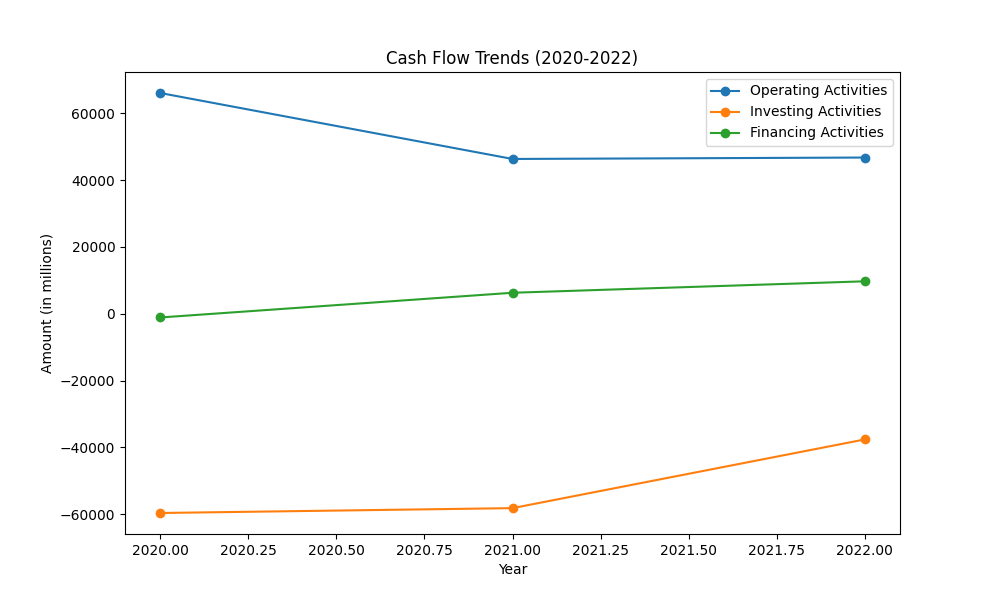 Cash Flow Trends (2020-2022)
Operating Activities
Investing Activities
Financing Activities
Amount (in millions)
60000
40000
20000
0
−20000
−40000
−60000
2020.00 2020.25 2020.50 2020.75 2021.00 2021.25 2021.50 2021.75 2022.00
Year